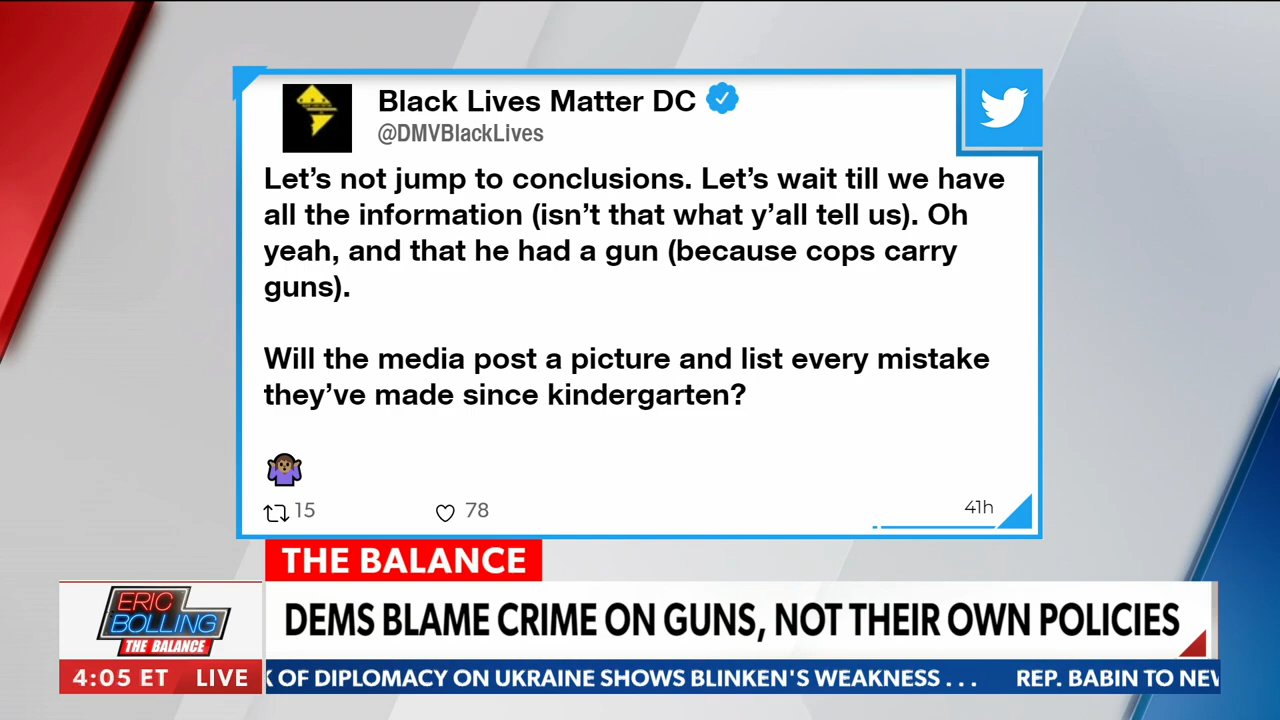 Black Lives Matter DC
@DMVBlackLives
Let's not jump to conclusions. Let's wait till we have
all the information (isn't that what y'all tell us). Oh
yeah, and that he had a gun (because cops carry
guns).
Will the media post a picture and list every mistake
they've made since kindergarten?
15
78
41h
THE BALANCE
ERIC
BOLLING
THE BALANCE
DEMS BLAME CRIME ON GUNS, NOT THEIR OWN POLICIES
4:05 ET LIVE
K OF DIPLOMACY ON UKRAINE SHOWS BLINKEN'S WEAKNESS . . . REP. BABIN TO NEW